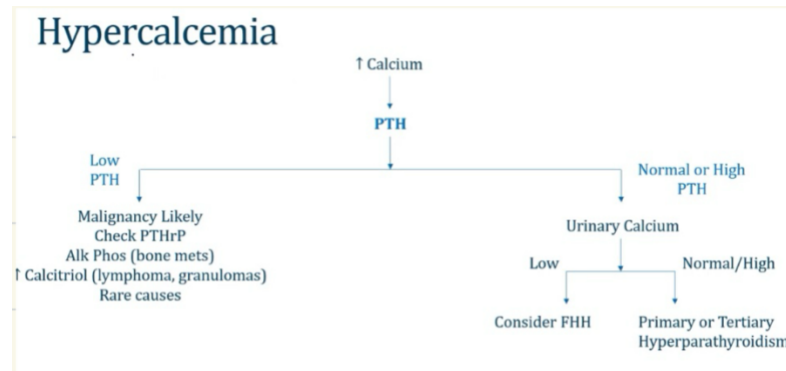 Hypercalcemia
↑ Calcium
PTH
Low
PTH
Normal or High
PTH
Malignancy Likely
Check PTHrP
Alk Phos (bone mets)
↑ Calcitriol (lymphoma, granulomas)
Rare causes
Urinary Calcium
Low
Normal/High
Consider FHH
Primary or Tertiary
Hyperparathyroidism